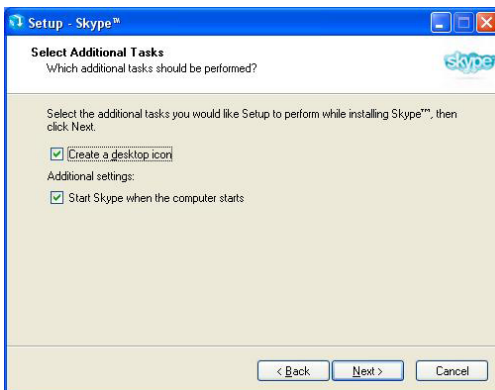 Setup - Skype™
Select Additional Tasks
Which additional tasks should be performed?
skype
Select the additional tasks you would like Setup to perform while installing Skype™, then
click Next.
Create a desktop icon
Additional settings:
Start Skype when the computer starts
< Back
Next >
Cancel